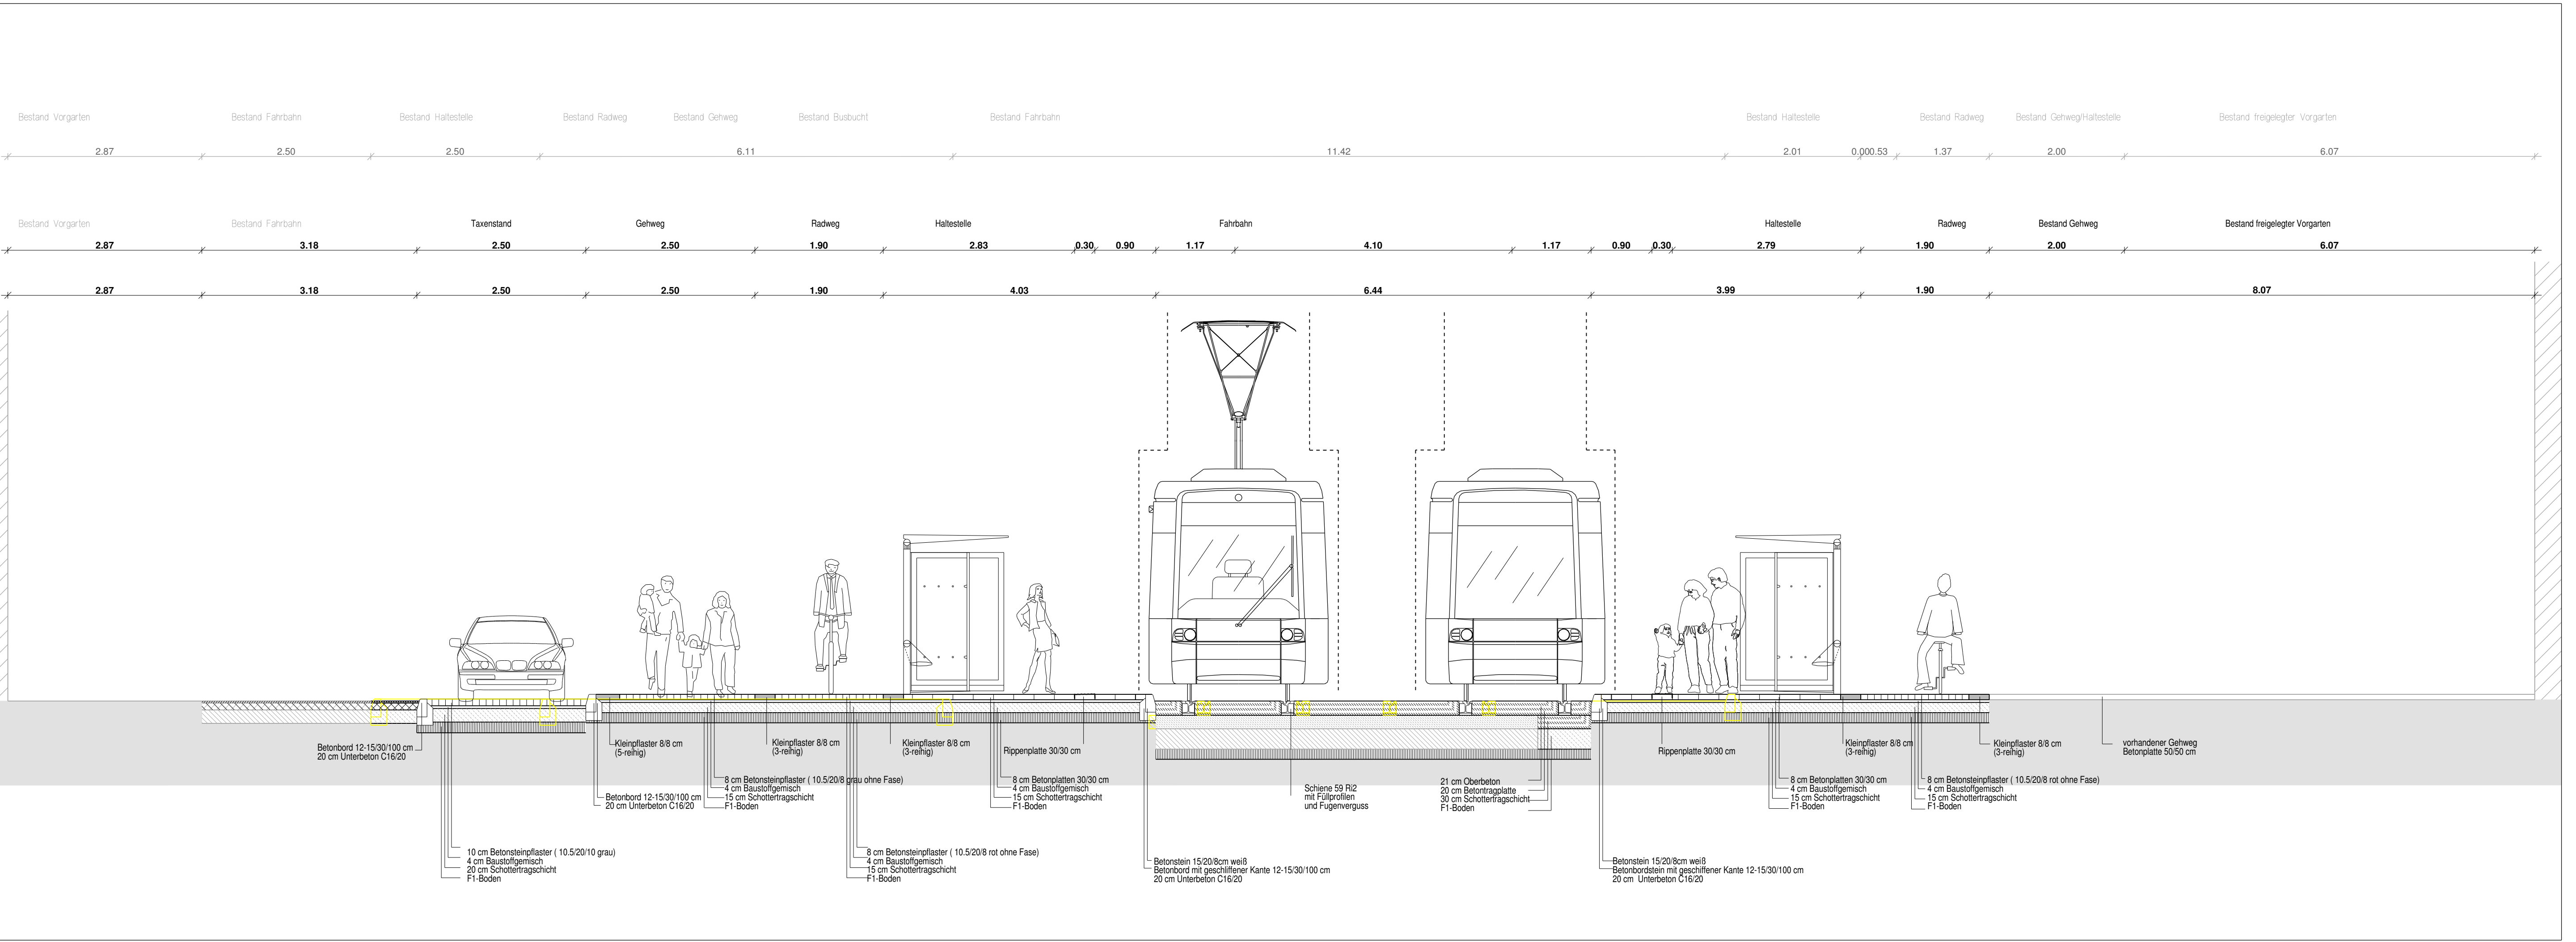 Bestand Vorgarten Bestand Fahrbahn Bestand Haltestelle Bestand Radweg Bestand Gehweg Bestand Busbucht Bestand Fahrbahn Bestand Haltestelle Bestand Radweg Bestand Gehweg/Haltestelle Bestand freigelegter Vorgarten
2.87 2.50 2.50 6.11 11.42 2.01 0.00 0.53 1.37 2.00 6.07
Bestand Vorgarten Bestand Fahrbahn Taxenstand Gehweg Radweg Haltestelle Fahrbahn Haltestelle Radweg Bestand Gehweg Bestand freigelegter Vorgarten
2.87 3.18 2.50 2.50 1.90 2.83 0.30 0.90 1.17 4.10 1.17 0.90 0.30 2.79 1.90 2.00 6.07
2.87 3.18 2.50 2.50 1.90 4.03 6.44 3.99 1.90 8.07
Betonbord 12-15/30/100 cm
20 cm Unterbeton C16/20
Kleinpflaster 8/8 cm
(5-reihig)
Kleinpflaster 8/8 cm
(3-reihig)
Kleinpflaster 8/8 cm
(3-reihig)
Rippenplatte 30/30 cm
Rippenplatte 30/30 cm
Kleinpflaster 8/8 cm
(3-reihig)
Kleinpflaster 8/8 cm
(3-reihig)
vorhandener Gehweg
Betonplatte 50/50 cm
Betonbord 12-15/30/100 cm
20 cm Unterbeton C16/20
8 cm Betonsteinpflaster ( 10.5/20/8 grau ohne Fase)
4 cm Baustoffgemisch
15 cm Schottertragschicht
F1-Boden
8 cm Betonplatten 30/30 cm
4 cm Baustoffgemisch
15 cm Schottertragschicht
F1-Boden
Schiene 59 Ri2
mit Füllprofilen
und Fugenverguss
21 cm Oberbeton
20 cm Betontragplatte
30 cm Schottertragschicht
F1-Boden
8 cm Betonplatten 30/30 cm
4 cm Baustoffgemisch
15 cm Schottertragschicht
F1-Boden
8 cm Betonsteinpflaster ( 10.5/20/8 rot ohne Fase)
4 cm Baustoffgemisch
15 cm Schottertragschicht
F1-Boden
10 cm Betonsteinpflaster ( 10.5/20/10 grau)
4 cm Baustoffgemisch
20 cm Schottertragschicht
F1-Boden
8 cm Betonsteinpflaster ( 10.5/20/8 rot ohne Fase)
4 cm Baustoffgemisch
15 cm Schottertragschicht
F1-Boden
Betonstein 15/20/8cm weiß
Betonbord mit geschliffener Kante 12-15/30/100 cm
20 cm Unterbeton C16/20
Betonstein 15/20/8cm weiß
Betonbordstein mit geschiffener Kante 12-15/30/100 cm
20 cm Unterbeton C16/20